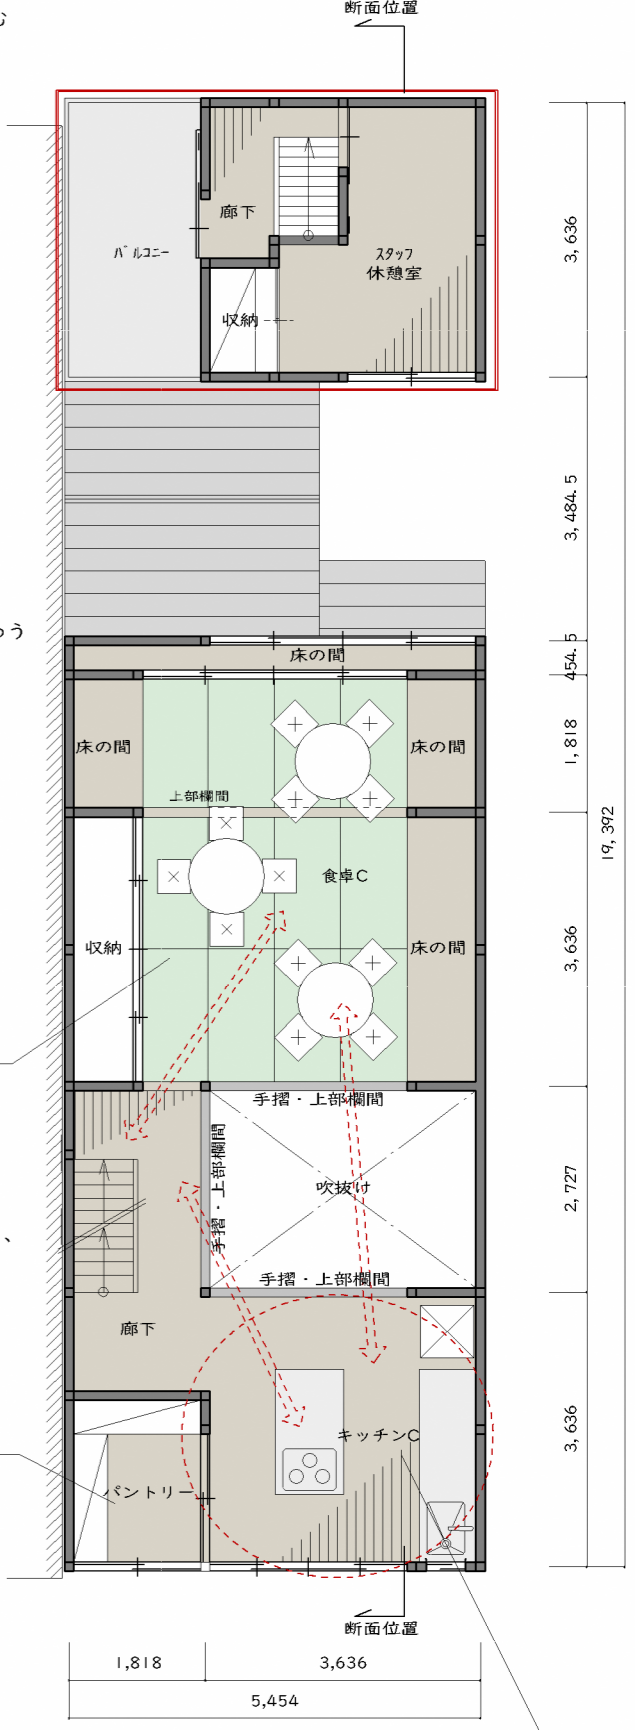 断面位置
む
廊下
バルコニー
スタッフ
休憩室
収納
3,636
3,484.5
454.5
床の間
床の間
床の間
1,818
上部欄間
19,392
食卓C
収納
床の間
3,636
手摺・上部欄間
手摺・上部欄間
吹抜け
2,727
、
手摺・上部欄間
廊下
キッチンC
3,636
パントリー
断面位置
1,818
3,636
5,454